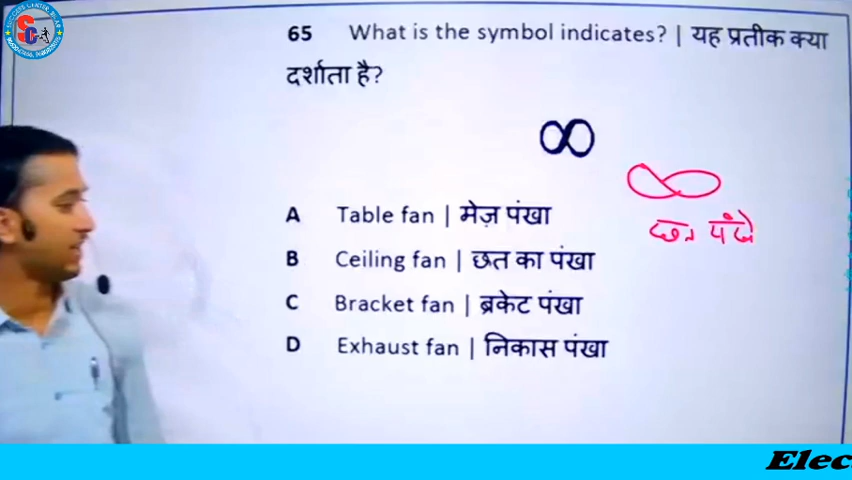 65 What is the symbol indicates? | यह प्रतीक क्या
दर्शाता है?
∞
A Table fan | मेज़ पंखा
B Ceiling fan | छत का पंखा
C Bracket fan | ब्रकेट पंखा
D Exhaust fan | निकास पंखा
Elec